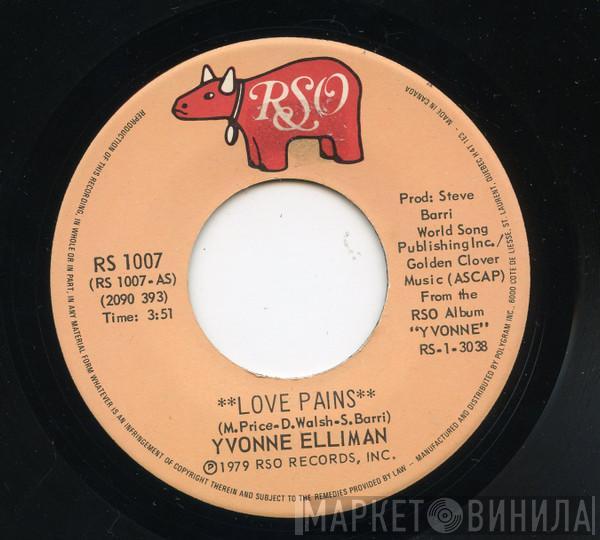 RSO
RS 1007
(RS 1007-AS)
(2090 393)
Time: 3:51
Prod: Steve
Barri
World Song
Publishing Inc./
Golden Clover
Music (ASCAP)
From the
RSO Album
"YVONNE"
RS-1-3038
**LOVE PAINS**
(M. Price-D. Walsh-S. Barri)
YVONNE ELLIMAN
Ⓟ 1979 RSO RECORDS, INC.
REPRODUCTION OF THIS RECORDING, IN WHOLE OR IN PART, IN ANY MATERIAL FORM WHATEVER IS AN INFRINGEMENT OF COPYRIGHT THEREIN AND SUBJECT TO THE REMEDIES PROVIDED BY LAW – MANUFACTURED AND DISTRIBUTED BY POLYGRAM INC., 6000 COTE DE LIESSE, ST. LAURENT, QUEBEC H4T 1E3 – MADE IN CANADA
МАРКЕТ ВИНИЛА